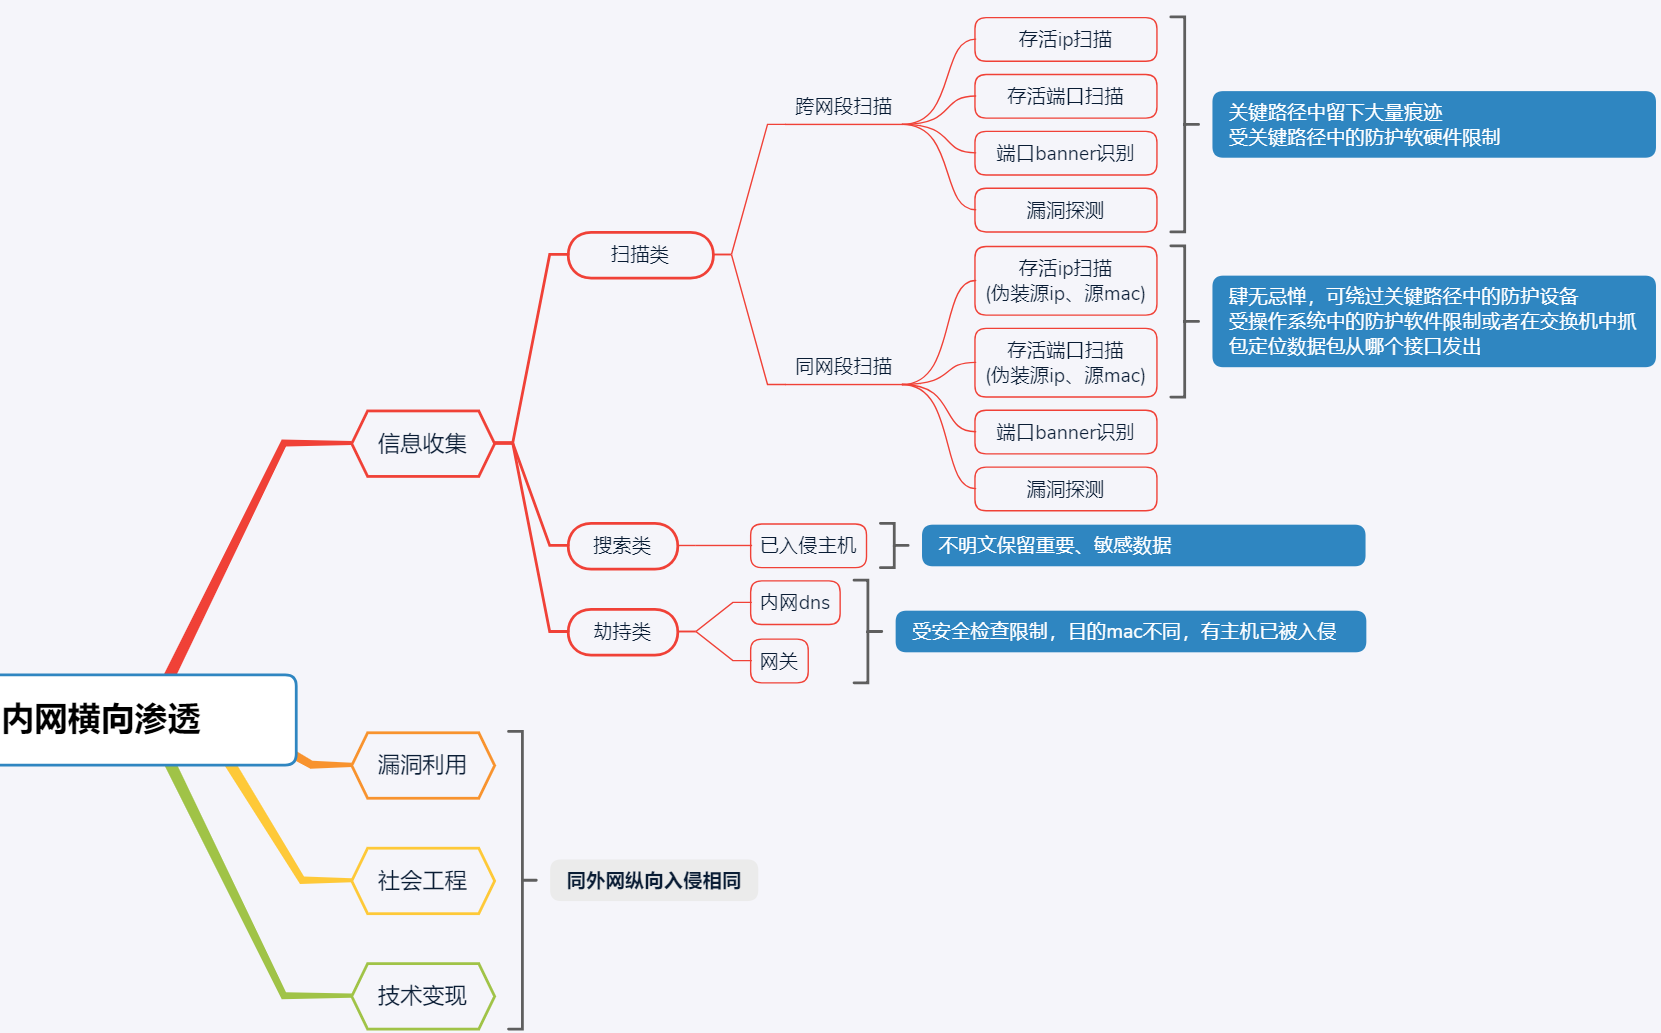 内网横向渗透
信息收集
扫描类
跨网段扫描
存活ip扫描
存活端口扫描
端口banner识别
漏洞探测
关键路径中留下大量痕迹
受关键路径中的防护软硬件限制
同网段扫描
存活ip扫描
(伪装源ip、源mac)
存活端口扫描
(伪装源ip、源mac)
端口banner识别
漏洞探测
肆无忌惮，可绕过关键路径中的防护设备
受操作系统中的防护软件限制或者在交换机中抓
包定位数据包从哪个接口发出
搜索类
已入侵主机
不明文保留重要、敏感数据
劫持类
内网dns
网关
受安全检查限制，目的mac不同，有主机已被入侵
漏洞利用
社会工程
技术变现
同外网纵向入侵相同